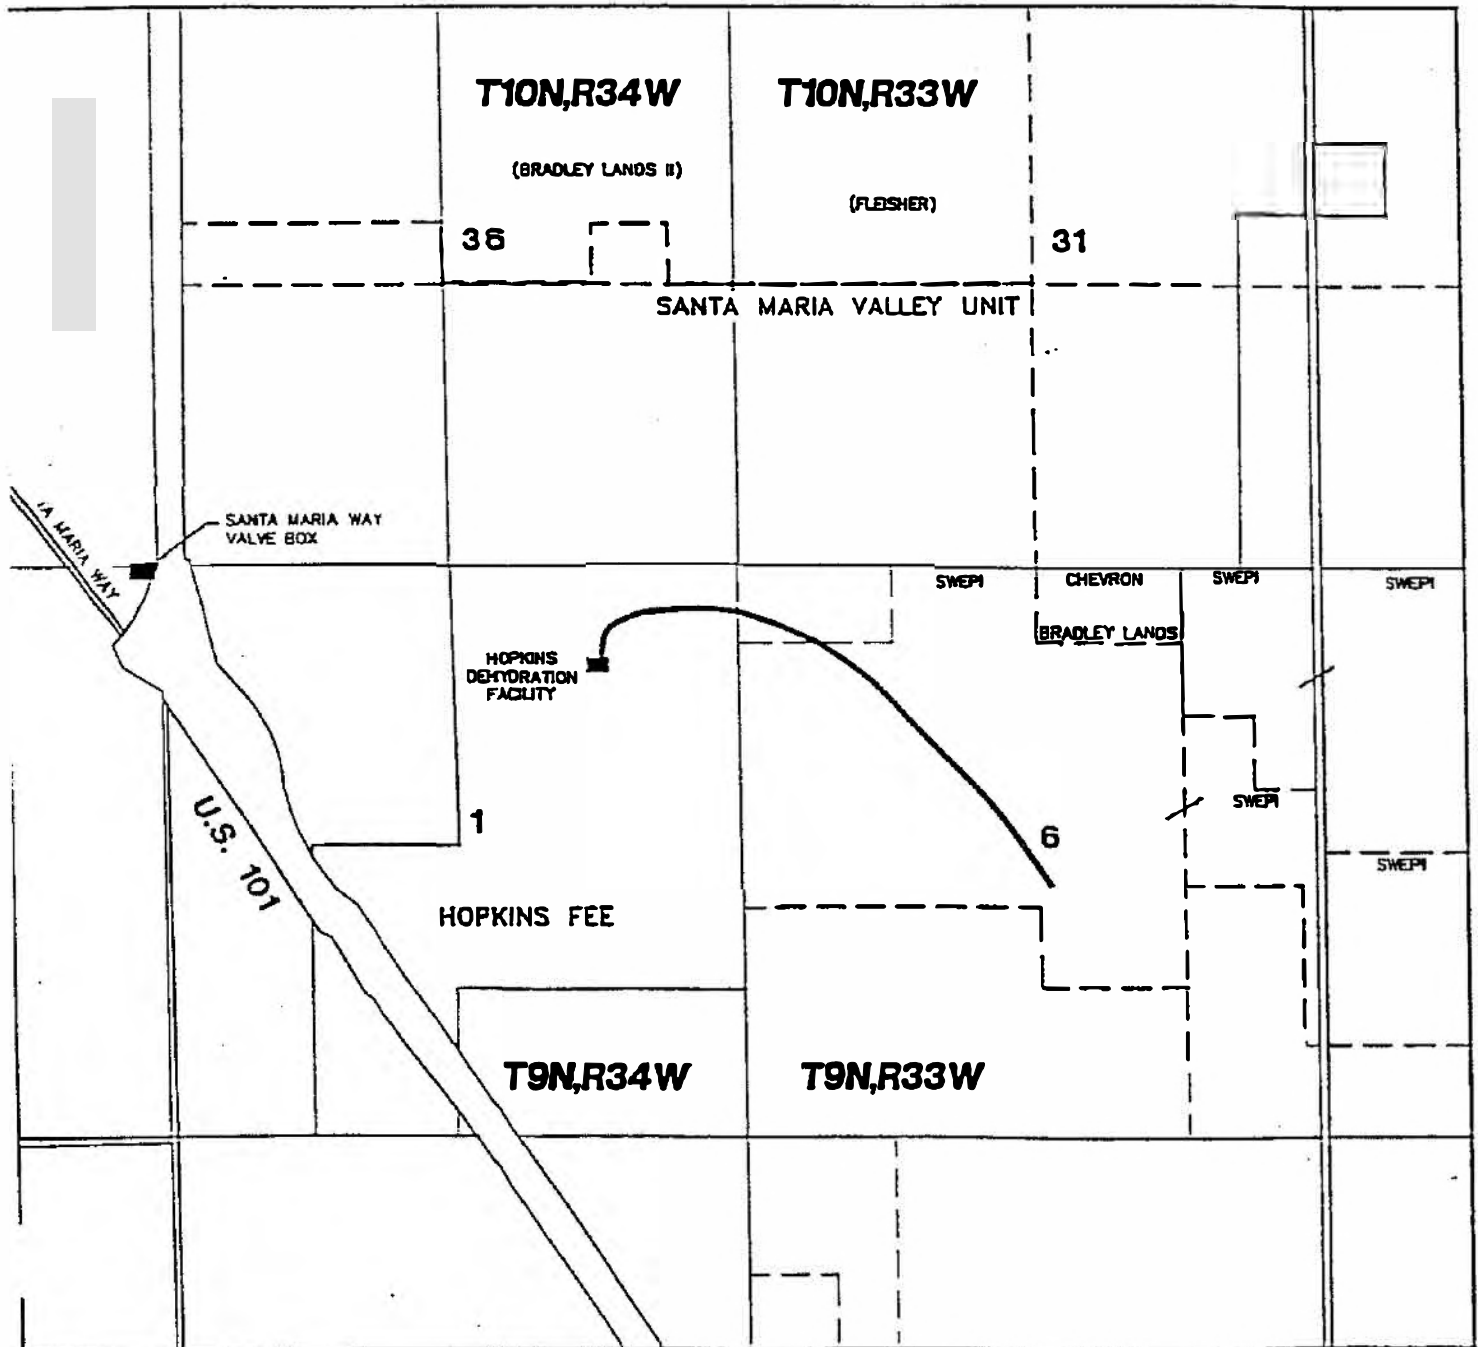 T10N,R34W
T10N,R33W
(BRADLEY LANDS II)
(FLEISHER)
36
31
SANTA MARIA VALLEY UNIT
SANTA MARIA WAY
VALVE BOX
TA MARIA WAY
SWEPI
CHEVRON
SWEPI
SWEPI
BRADLEY LANDS
HOPKINS
DEHYDRATION
FACILITY
SWEPI
U.S. 101
1
6
SWEPI
HOPKINS FEE
T9N,R34W
T9N,R33W